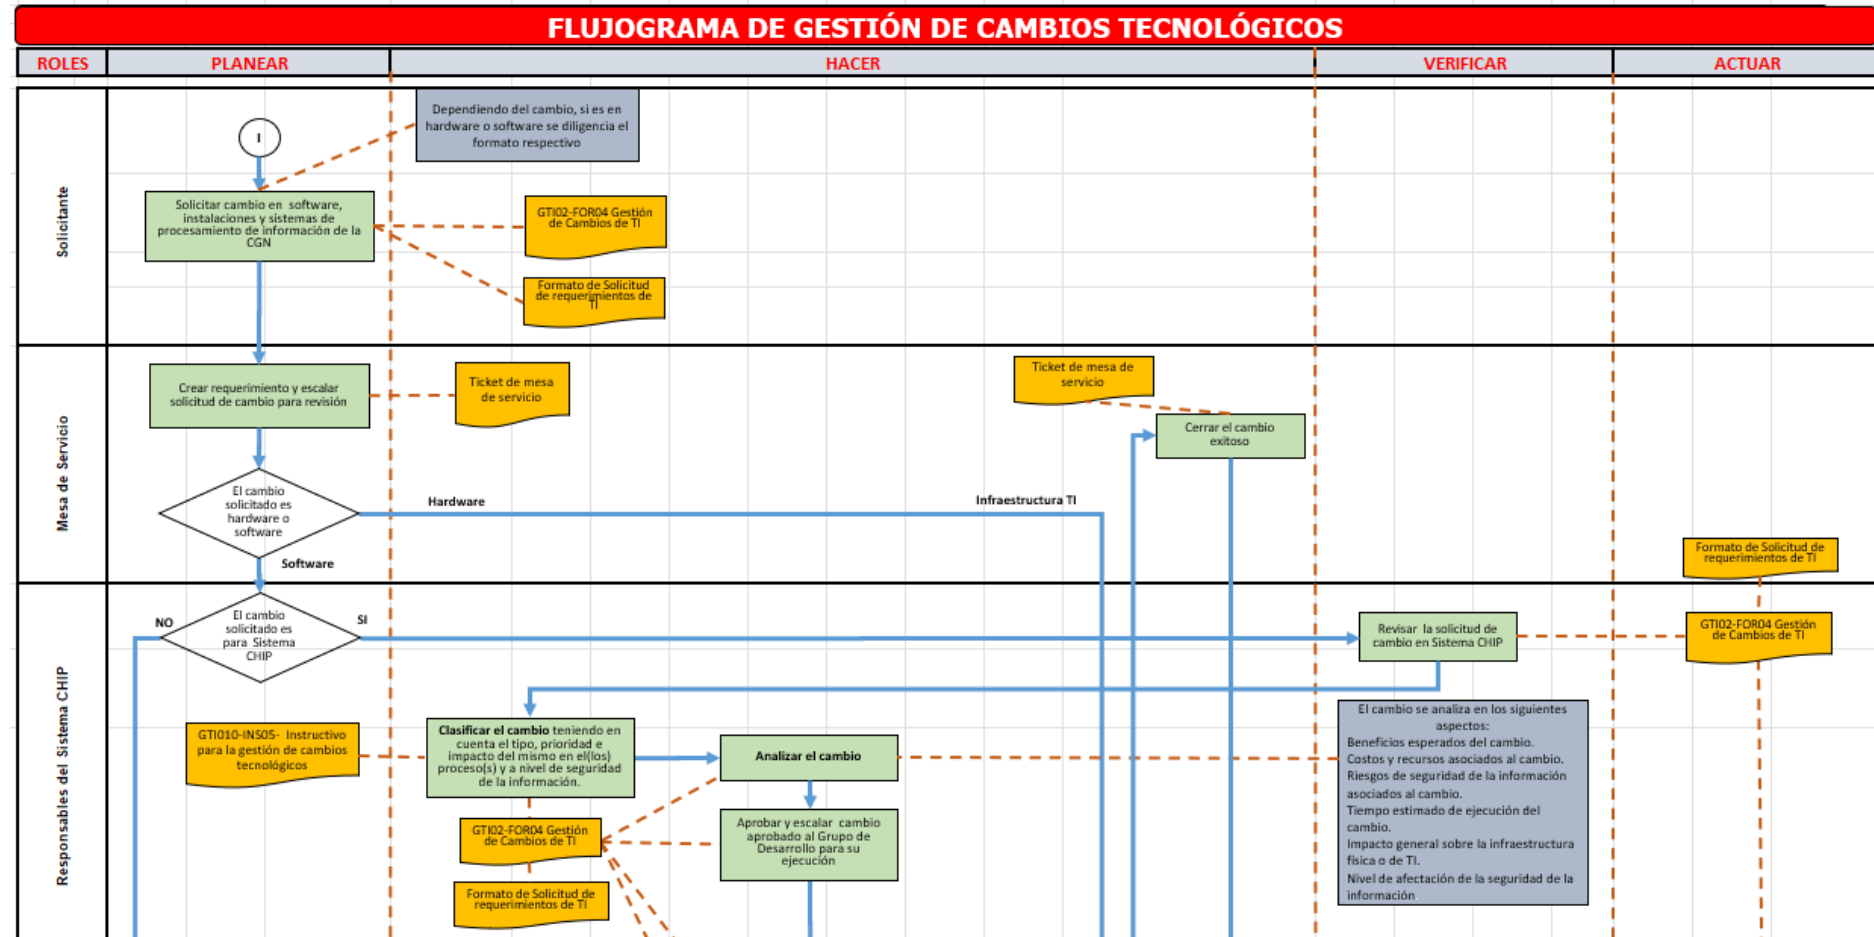 FLUJOGRAMA DE GESTIÓN DE CAMBIOS TECNOLÓGICOS
ROLES
PLANEAR
HACER
VERIFICAR
ACTUAR
Solicitante
I
Dependiendo del cambio, si es en
hardware o software se diligencia el
formato respectivo
Solicitar cambio en software,
instalaciones y sistemas de
procesamiento de información de la
CGN
GTI02-FOR04 Gestión
de Cambios de TI
Formato de Solicitud
de requerimientos de
TI
Mesa de Servicio
Crear requerimiento y escalar
solicitud de cambio para revisión
Ticket de mesa
de servicio
Ticket de mesa de
servicio
Cerrar el cambio
exitoso
El cambio
solicitado es
hardware o
software
Hardware
Infraestructura TI
Software
Formato de Solicitud de
requerimientos de TI
Responsables del Sistema CHIP
NO
El cambio
solicitado es
para Sistema
CHIP
SI
Revisar la solicitud de
cambio en Sistema CHIP
GTI02-FOR04 Gestión
de Cambios de TI
GTI010-INS05- Instructivo
para la gestión de cambios
tecnológicos
Clasificar el cambio teniendo en
cuenta el tipo, prioridad e
impacto del mismo en el(los)
proceso(s) y a nivel de seguridad
de la información.
Analizar el cambio
El cambio se analiza en los siguientes
aspectos:
Beneficios esperados del cambio.
Costos y recursos asociados al cambio.
Riesgos de seguridad de la información
asociados al cambio.
Tiempo estimado de ejecución del
cambio.
Impacto general sobre la infraestructura
física o de TI.
Nivel de afectación de la seguridad de la
información.
GTI02-FOR04 Gestión
de Cambios de TI
Aprobar y escalar cambio
aprobado al Grupo de
Desarrollo para su
ejecución
Formato de Solicitud de
requerimientos de TI